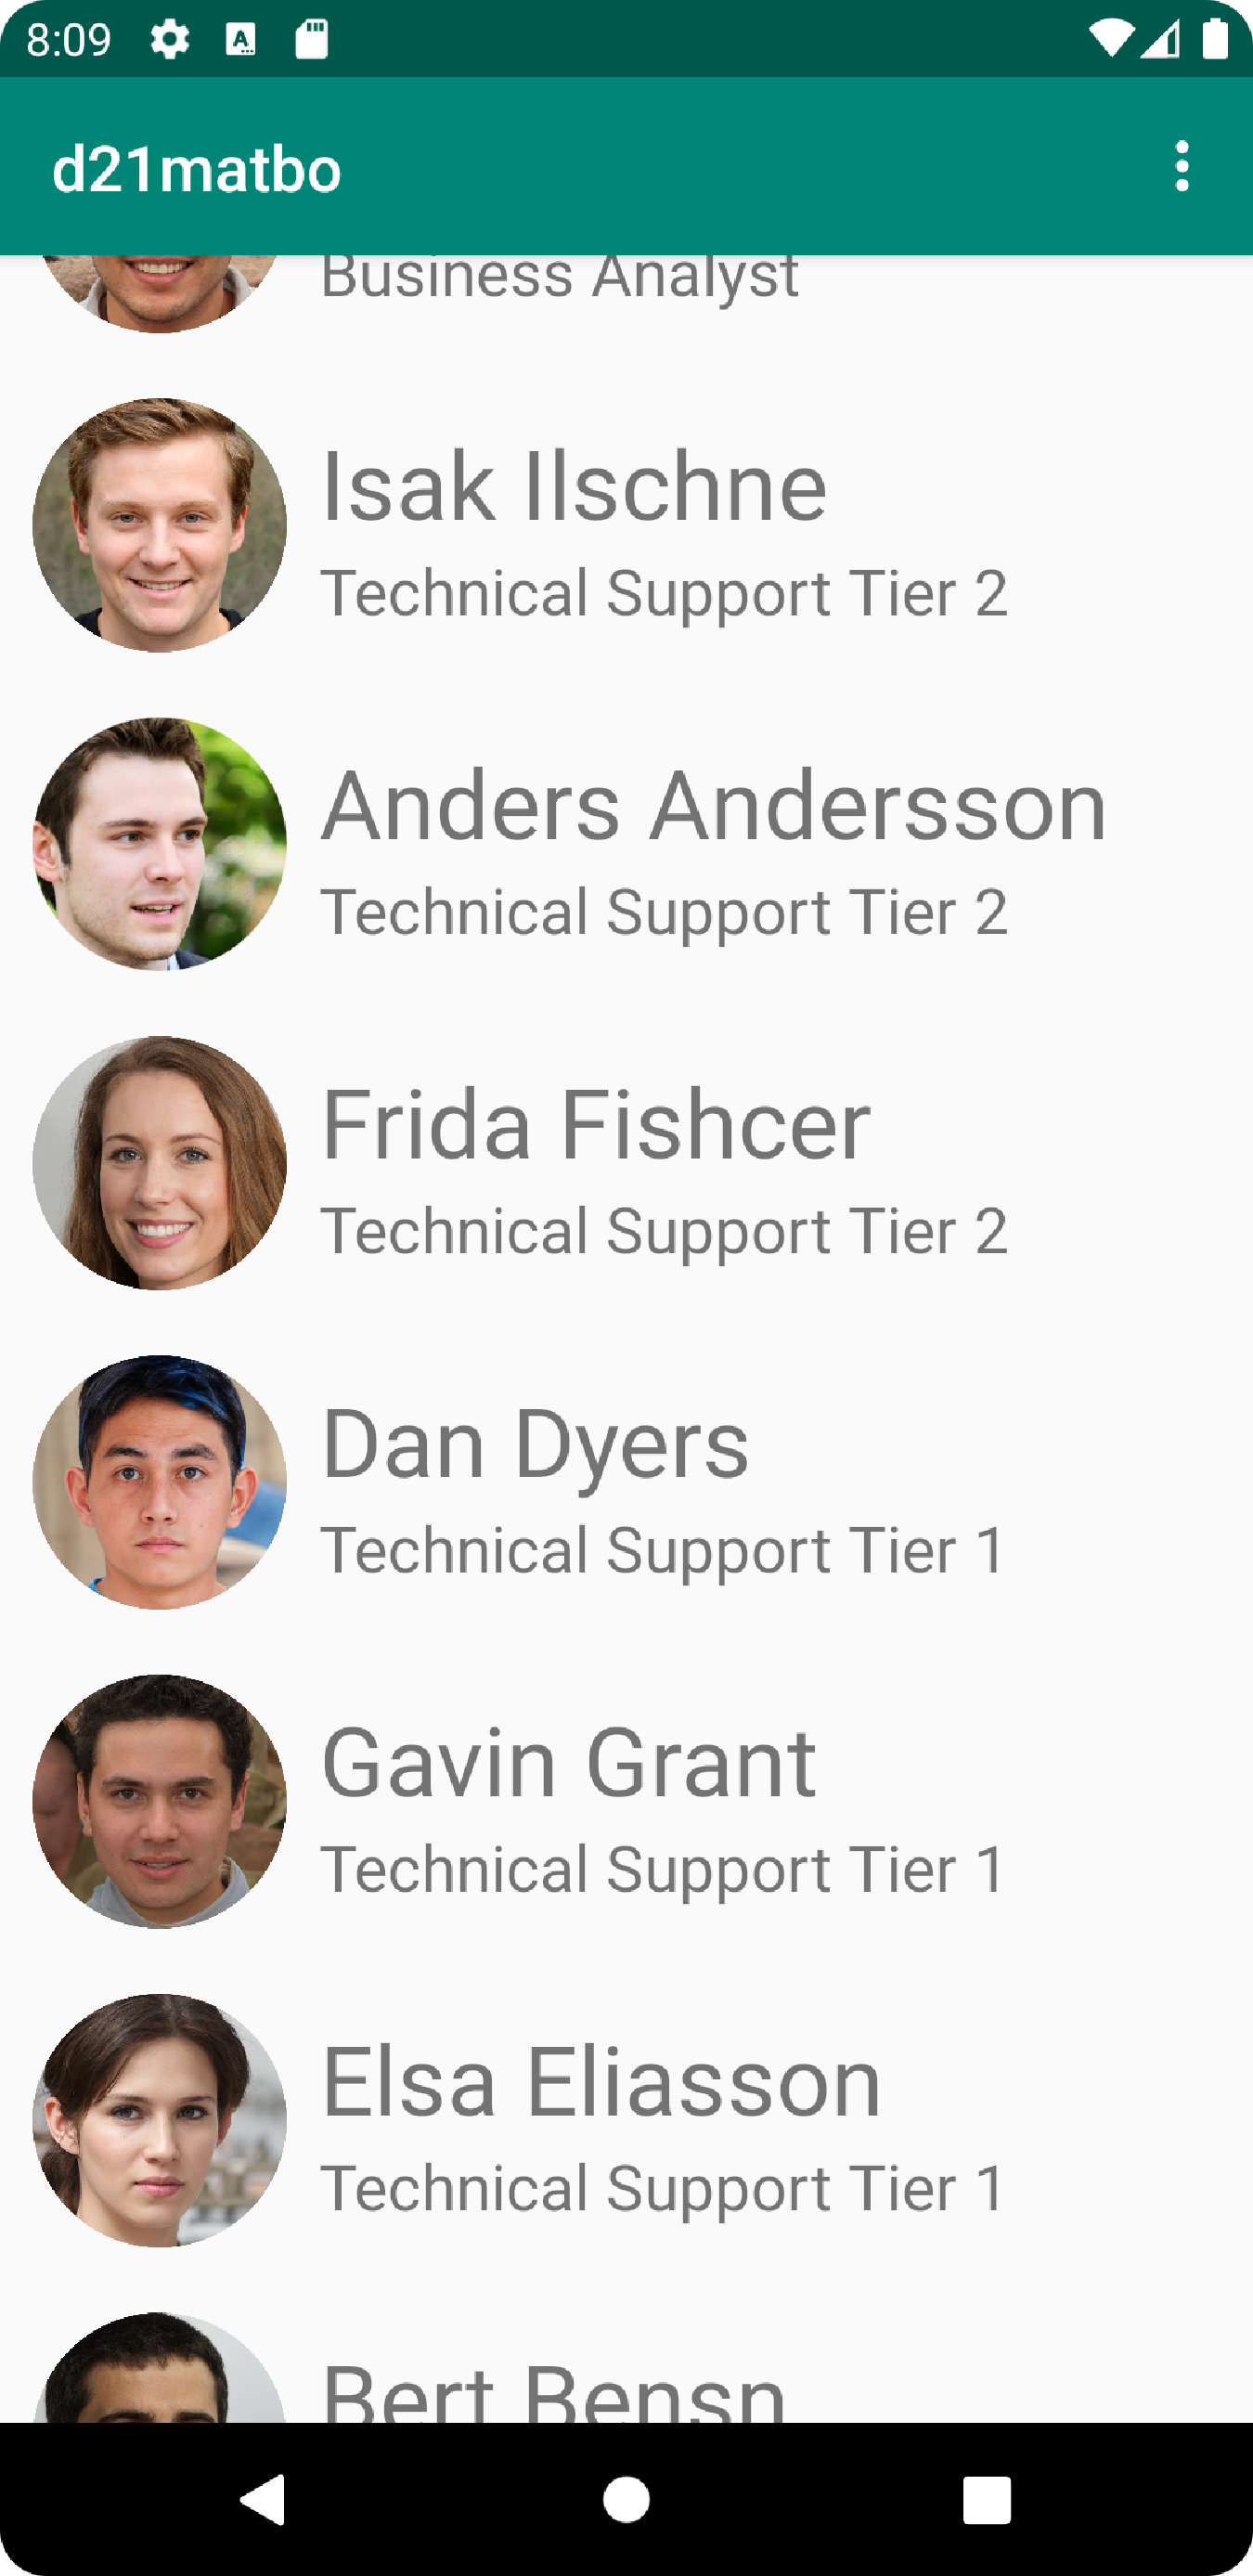 8:09
d21matbo
Business Analyst
Isak Ilschne
Technical Support Tier 2
Anders Andersson
Technical Support Tier 2
Frida Fishcer
Technical Support Tier 2
Dan Dyers
Technical Support Tier 1
Gavin Grant
Technical Support Tier 1
Elsa Eliasson
Technical Support Tier 1
Bert Bensn